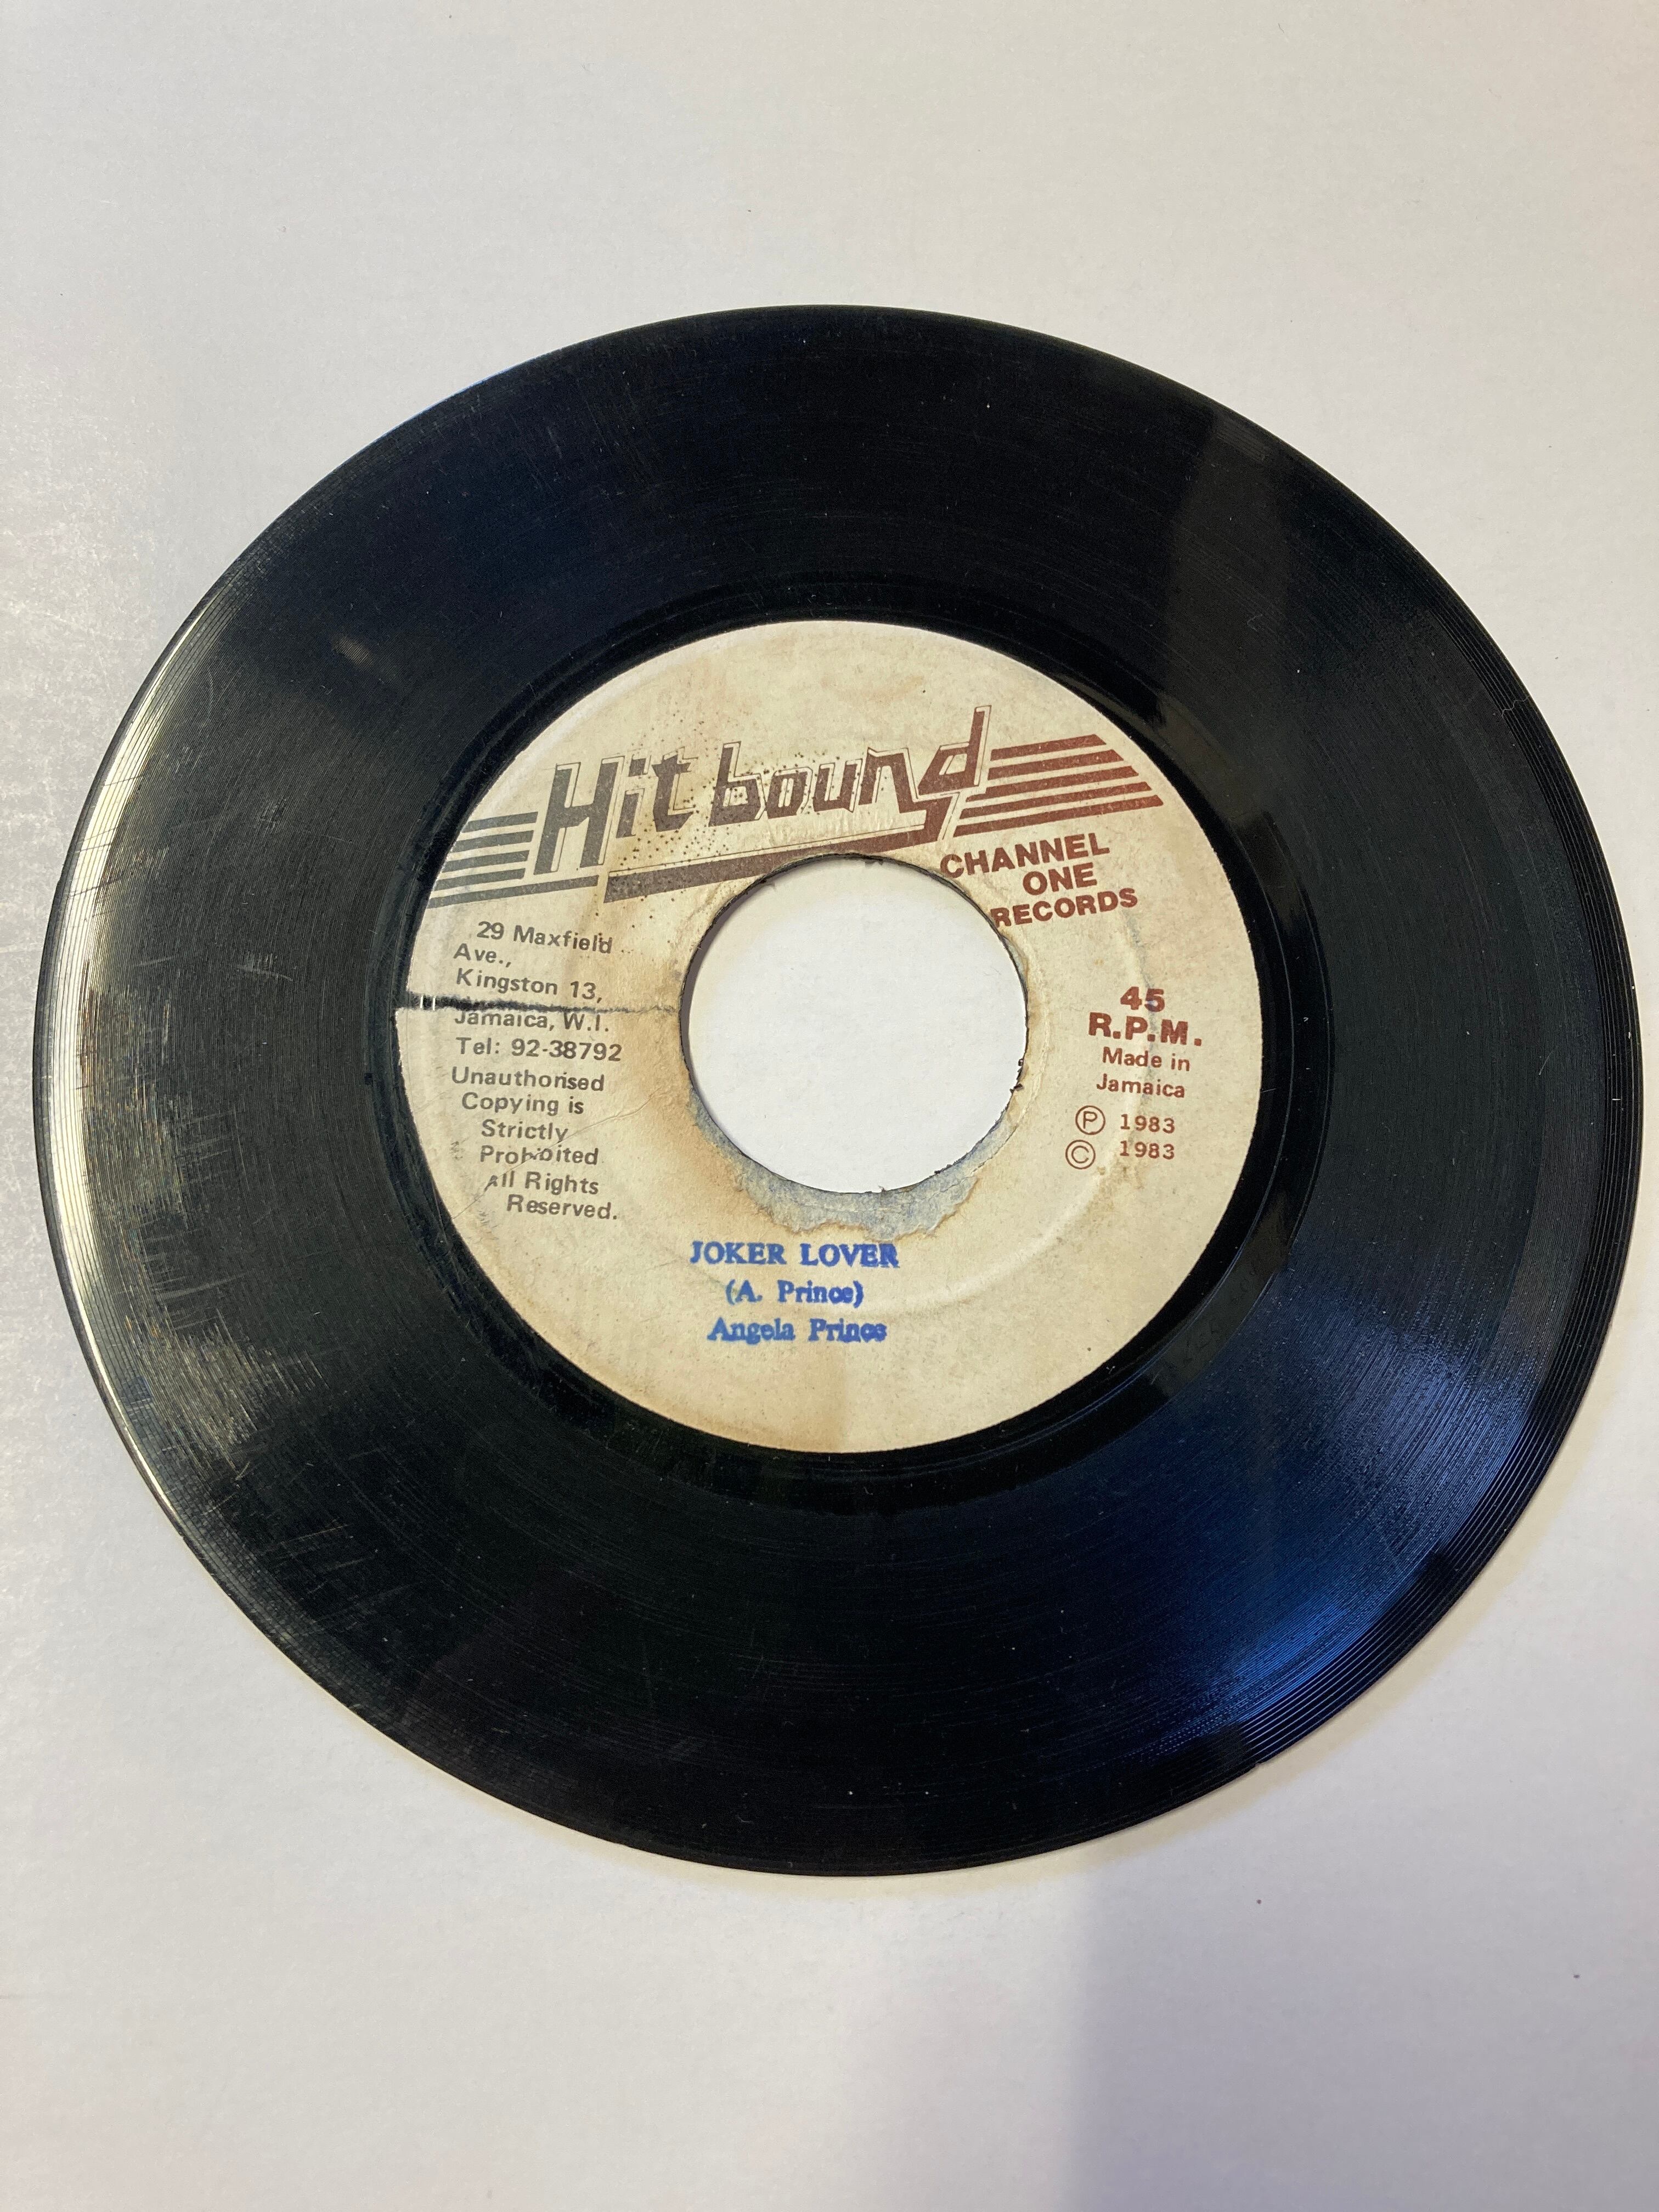 Hit bound
CHANNEL
ONE
RECORDS
29 Maxfield
Ave.,
Kingston 13,
Jamaica, W.I.
Tel: 92-38792
Unauthorised
Copying is
Strictly
Prohibited
All Rights
Reserved.
45
R.P.M.
Made in
Jamaica
Ⓟ 1983
© 1983
JOKER LOVER
(A. Prince)
Angela Prince